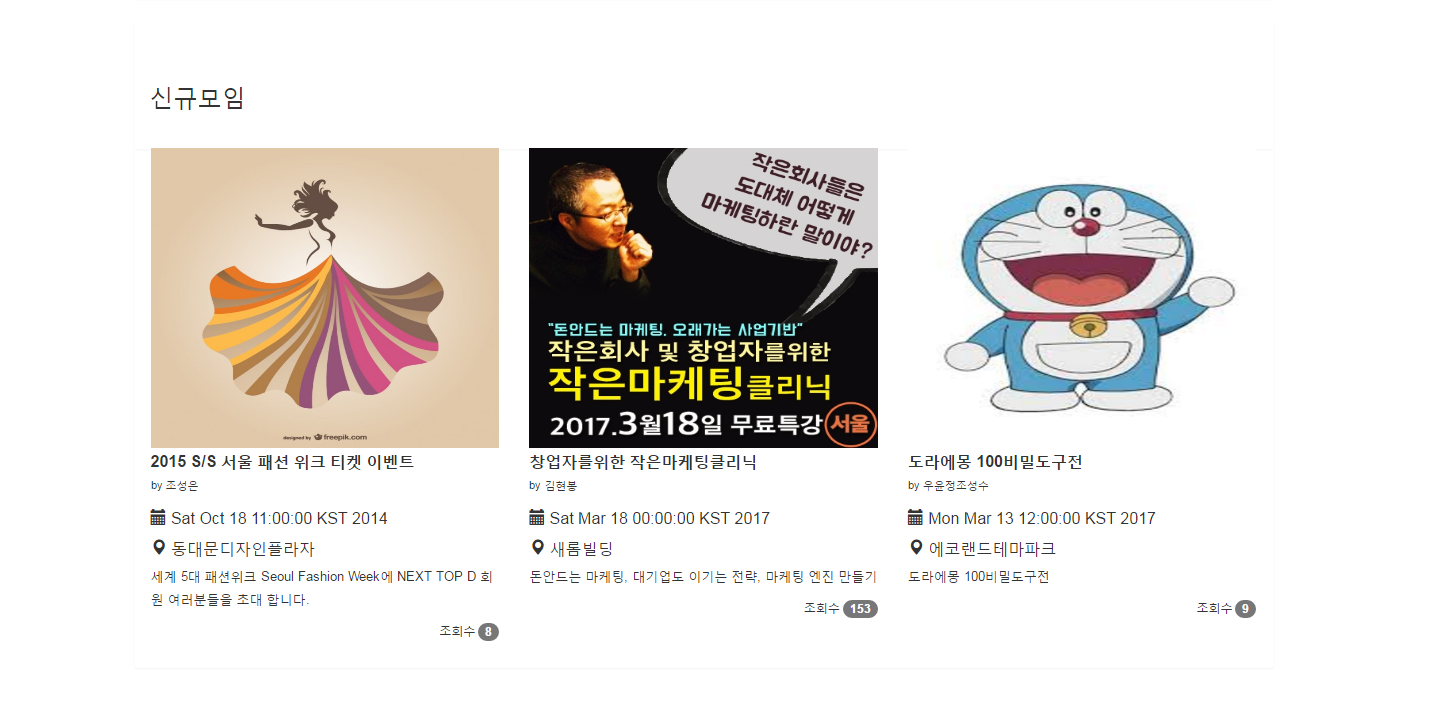 신규모임
작은회사들은
도대체 어떻게
마케팅하란 말이야?
"돈안드는 마케팅. 오래가는 사업기반"
작은회사 및 창업자를위한
작은마케팅클리닉
2017.3월18일 무료특강 서울
designed by freepik.com
2015 S/S 서울 패션 위크 티켓 이벤트
by 조성은
Sat Oct 18 11:00:00 KST 2014
동대문디자인플라자
세계 5대 패션위크 Seoul Fashion Week에 NEXT TOP D 회
원 여러분들을 초대 합니다.
조회수 8
창업자를위한 작은마케팅클리닉
by 김현봉
Sat Mar 18 00:00:00 KST 2017
새롬빌딩
돈안드는 마케팅, 대기업도 이기는 전략, 마케팅 엔진 만들기
조회수 153
도라에몽 100비밀도구전
by 우윤정조성수
Mon Mar 13 12:00:00 KST 2017
에코랜드테마파크
도라에몽 100비밀도구전
조회수 9